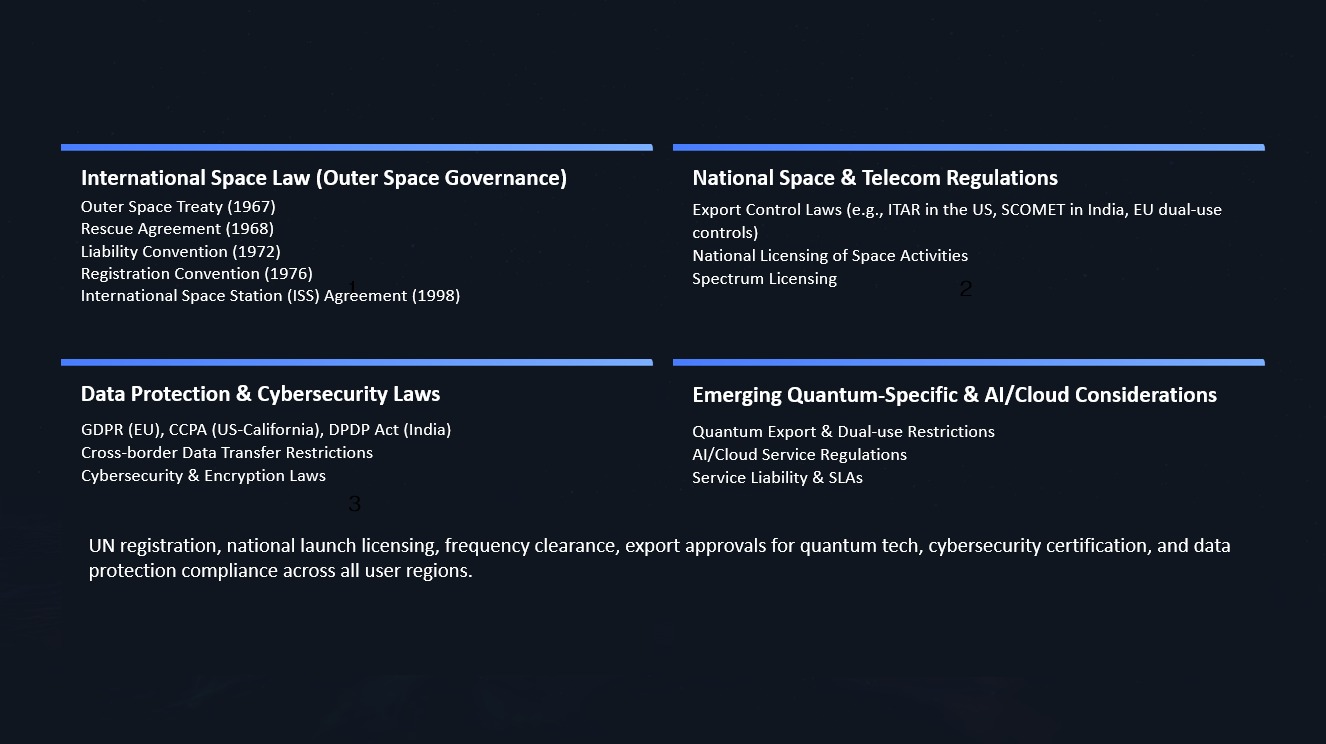 International Space Law (Outer Space Governance)
Outer Space Treaty (1967)
Rescue Agreement (1968)
Liability Convention (1972)
Registration Convention (1976)
1
International Space Station (ISS) Agreement (1998)
National Space & Telecom Regulations
Export Control Laws (e.g., ITAR in the US, SCOMET in India, EU dual-use
controls)
National Licensing of Space Activities
Spectrum Licensing
2
Data Protection & Cybersecurity Laws
GDPR (EU), CCPA (US-California), DPDP Act (India)
Cross-border Data Transfer Restrictions
Cybersecurity & Encryption Laws
3
Emerging Quantum-Specific & AI/Cloud Considerations
Quantum Export & Dual-use Restrictions
AI/Cloud Service Regulations
Service Liability & SLAs
UN registration, national launch licensing, frequency clearance, export approvals for quantum tech, cybersecurity certification, and data
protection compliance across all user regions.